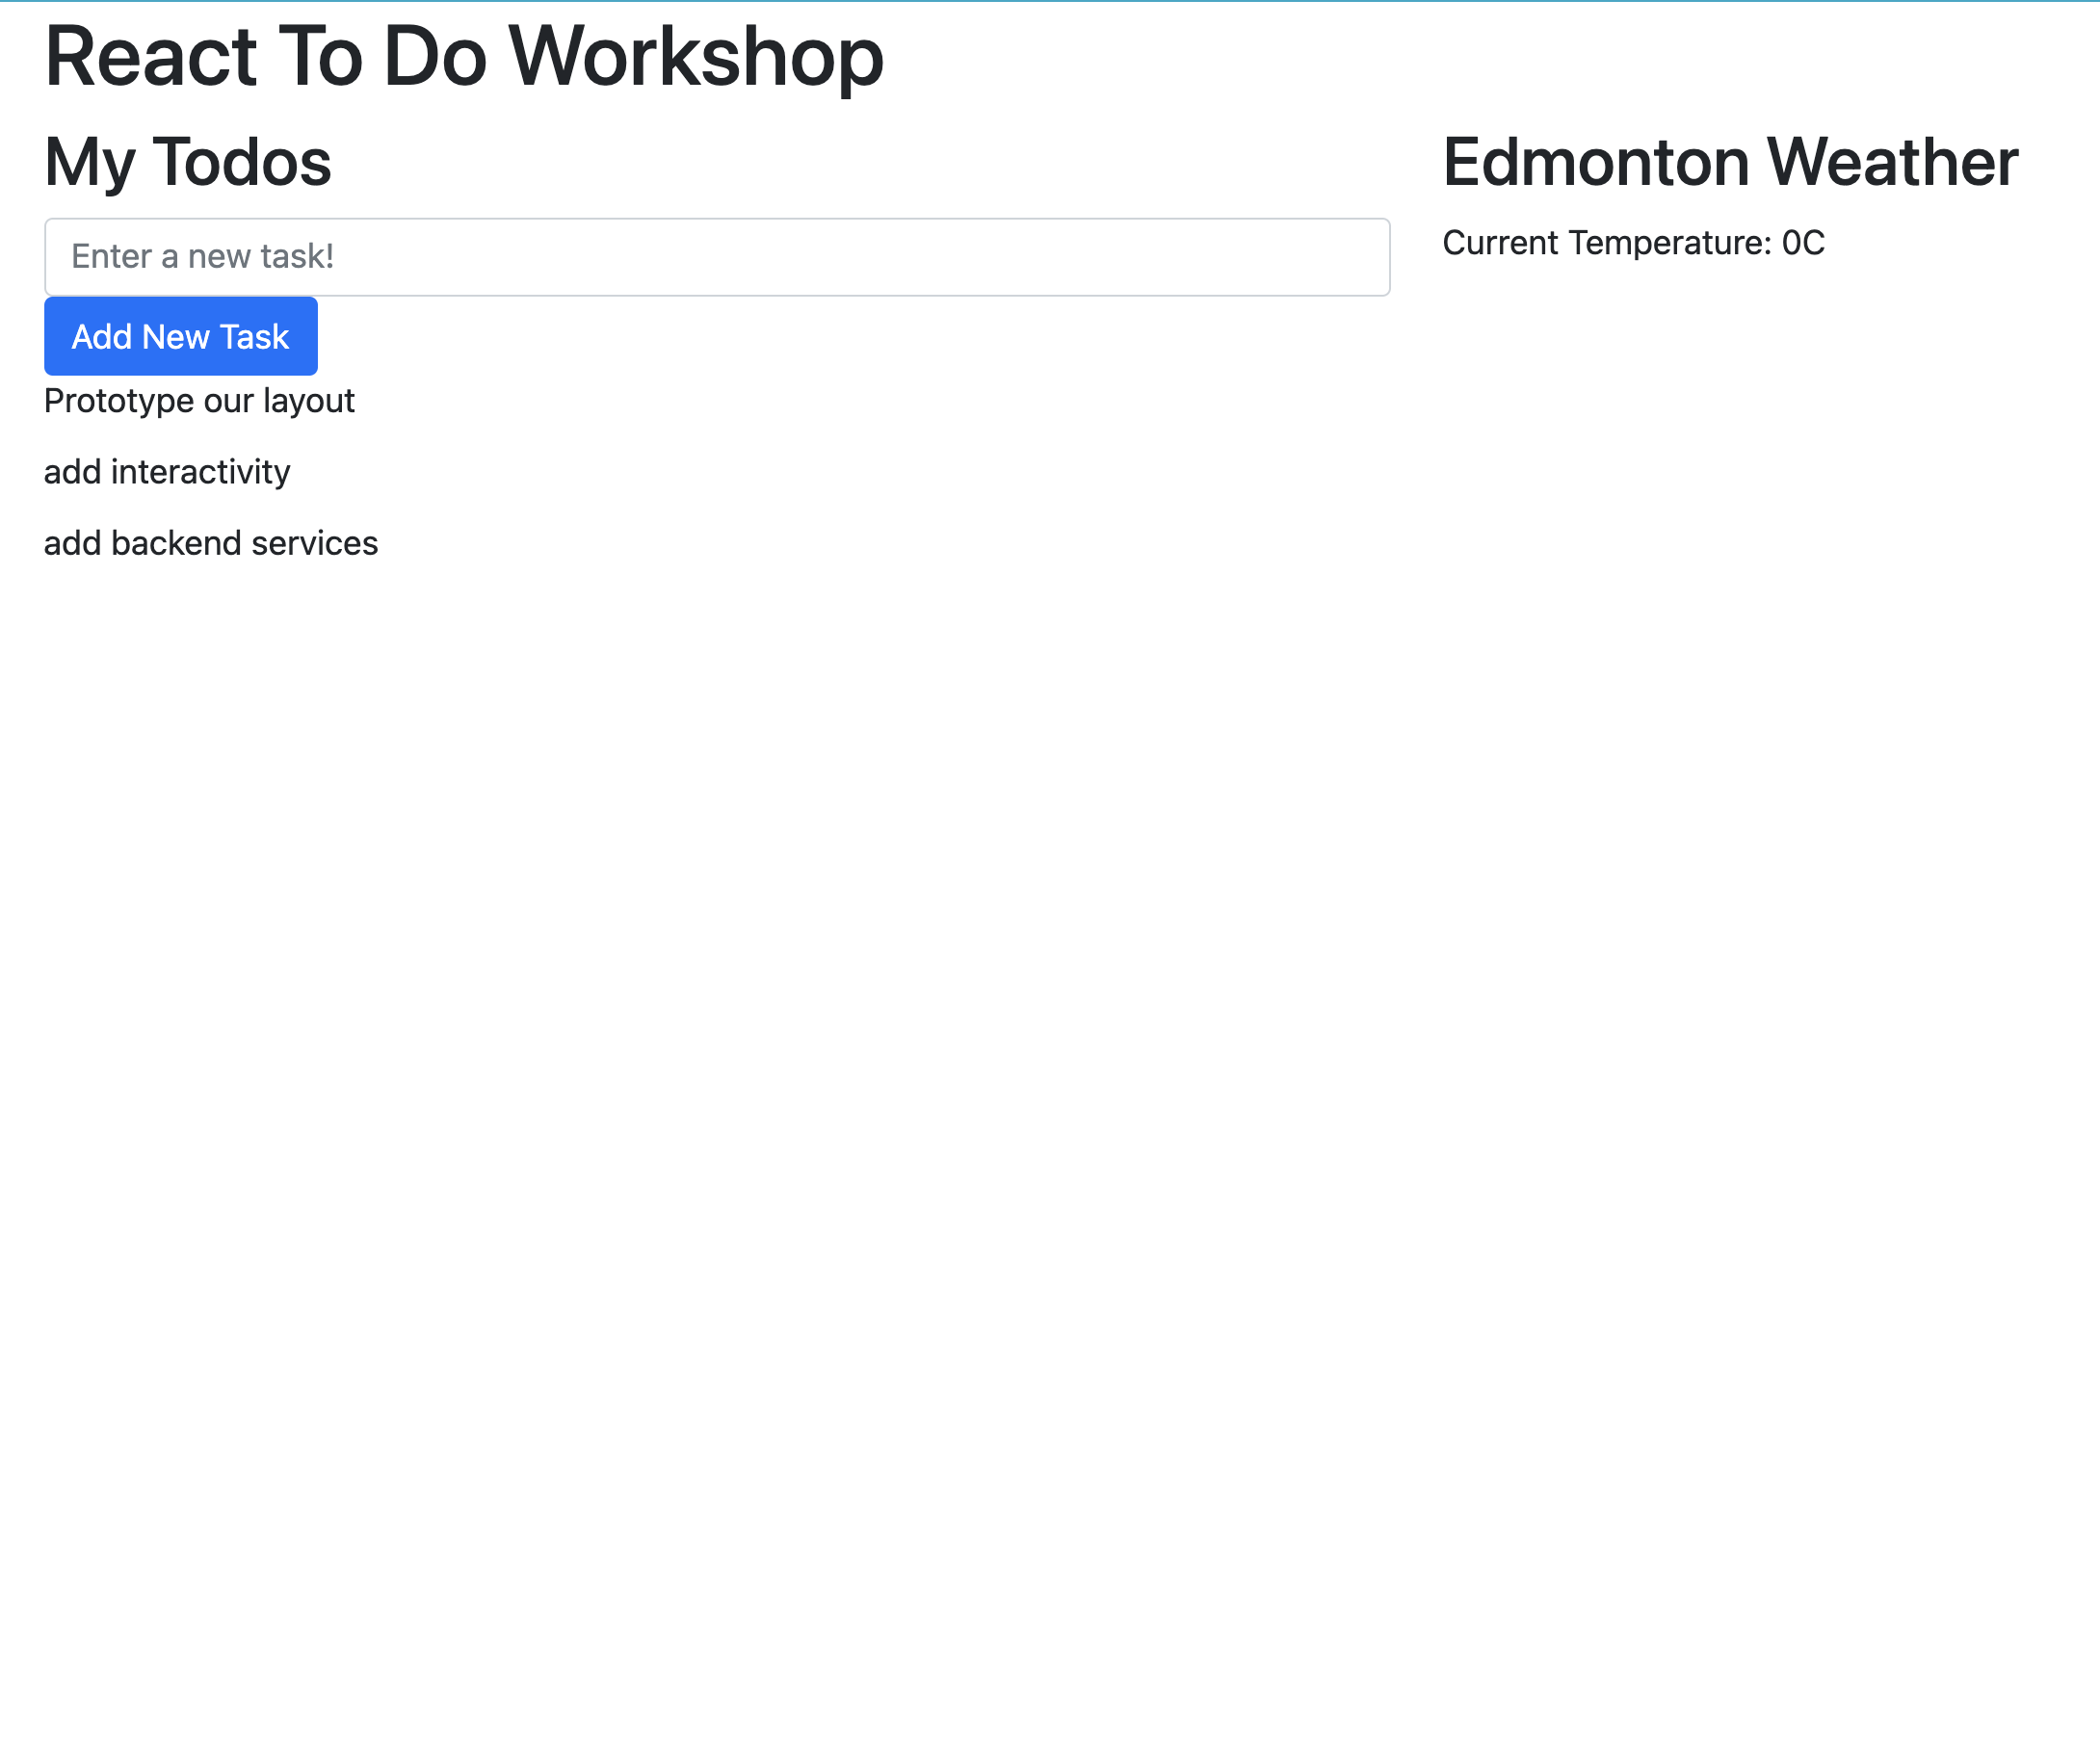 React To Do Workshop
My Todos
Enter a new task!
Add New Task
Prototype our layout
add interactivity
add backend services
Edmonton Weather
Current Temperature: 0C